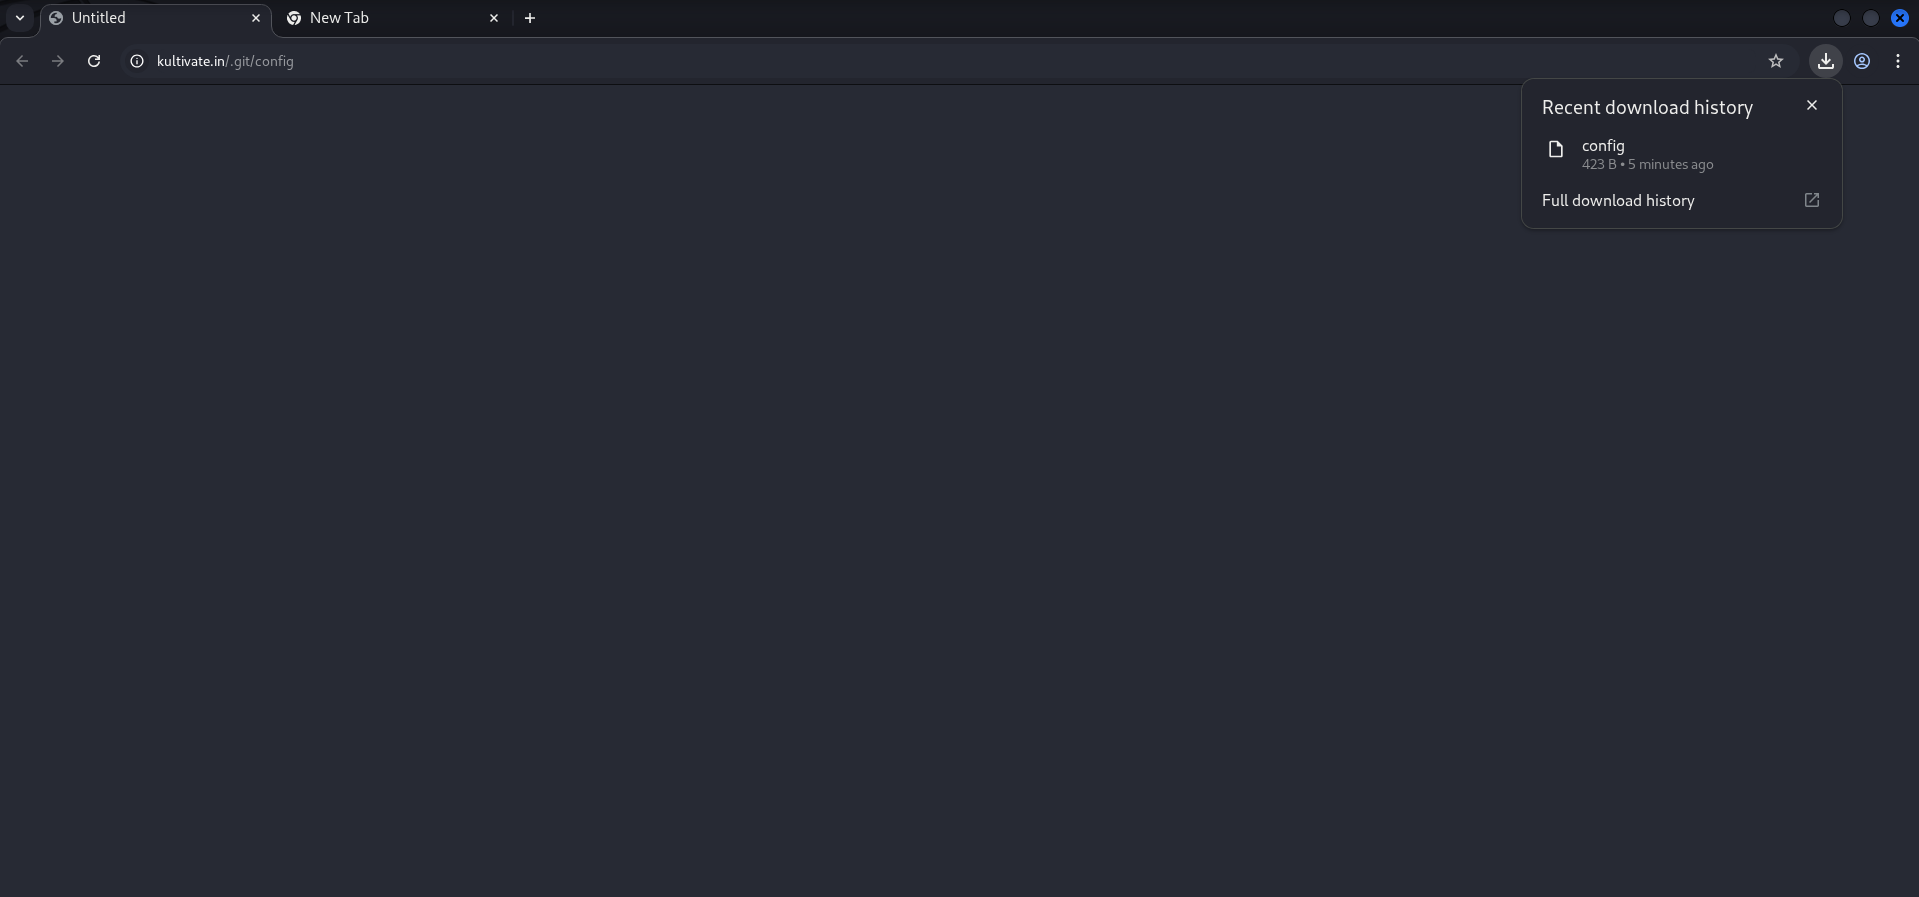 Untitled
New Tab
kultivate.in/.git/config
Recent download history
config
423 B • 5 minutes ago
Full download history